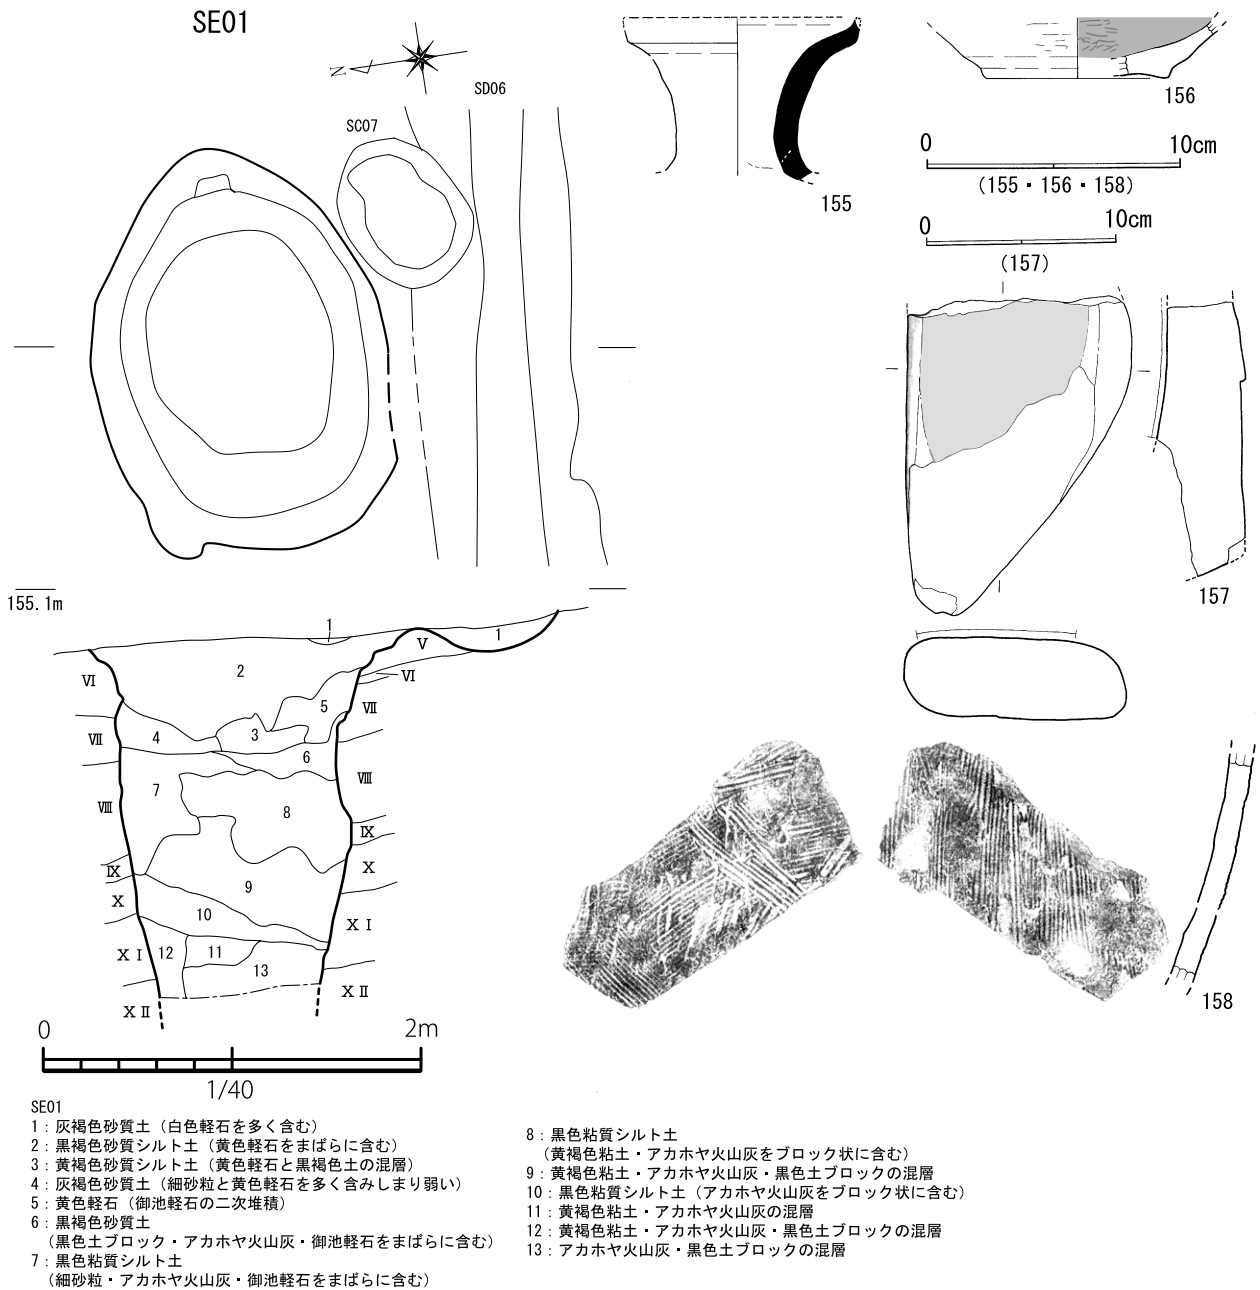 SE01
N
SD06
SC07
155
156
0 10cm
(155・156・158)
0 10cm
(157)
157
155.1m
1
1
2
Ⅴ
Ⅵ
Ⅵ
5
Ⅶ
3
4
Ⅶ
6
7
Ⅷ
8
Ⅷ
Ⅸ
Ⅸ
Ⅹ
9
Ⅹ
10
ⅩⅠ
ⅩⅠ
12
11
13
ⅩⅡ
ⅩⅡ
158
0 2m
1/40
SE01
1：灰褐色砂質土（白色軽石を多く含む）
2：黒褐色砂質シルト土（黄色軽石をまばらに含む）
3：黄褐色砂質シルト土（黄色軽石と黒褐色土の混層）
4：灰褐色砂質土（細砂粒と黄色軽石を多く含みしまり弱い）
5：黄色軽石（御池軽石の二次堆積）
6：黒褐色砂質土
（黒色土ブロック・アカホヤ火山灰・御池軽石をまばらに含む）
7：黒色粘質シルト土
（細砂粒・アカホヤ火山灰・御池軽石をまばらに含む）
8：黒色粘質シルト土
（黄褐色粘土・アカホヤ火山灰をブロック状に含む）
9：黄褐色粘土・アカホヤ火山灰・黒色土ブロックの混層
10：黒色粘質シルト土（アカホヤ火山灰をブロック状に含む）
11：黄褐色粘土・アカホヤ火山灰の混層
12：黄褐色粘土・アカホヤ火山灰・黒色土ブロックの混層
13：アカホヤ火山灰・黒色土ブロックの混層